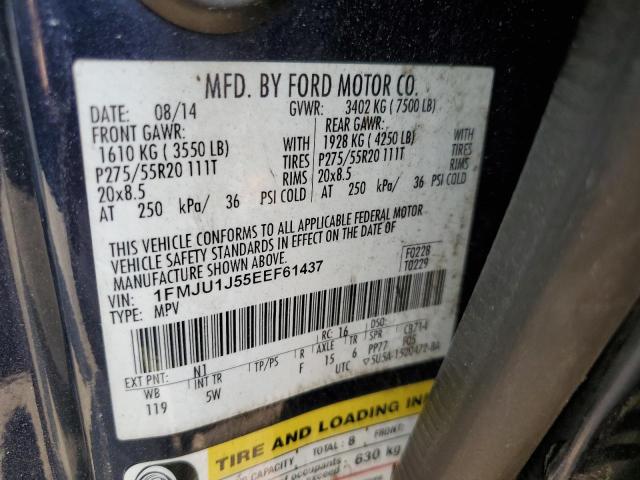 MFD. BY FORD MOTOR CO.
DATE: 08/14 GVWR: 3402 KG (7500 LB)
FRONT GAWR: REAR GAWR:
1610 KG (3550 LB) WITH 1928 KG (4250 LB) WITH
P275/55R20 111T TIRES P275/55R20 111T TIRES
20x8.5 RIMS 20x8.5 RIMS
AT 250 kPa/ 36 PSI COLD AT 250 kPa/ 36 PSI COLD
THIS VEHICLE CONFORMS TO ALL APPLICABLE FEDERAL MOTOR
VEHICLE SAFETY STANDARDS IN EFFECT ON THE DATE OF
MANUFACTURE SHOWN ABOVE. F0228
VIN: 1FMJU1J55EEF61437 T0229
TYPE: MPV
RC: 16 DSO: CB714
EXT PNT: N1 TP/PS R AXLE TR SPR F05
WB INT TR F 15 6 PP77
119 5W UTC
TIRE AND LOADING IN
CAPACITY TOTAL: 8 FRONT:
occupants 630 kg